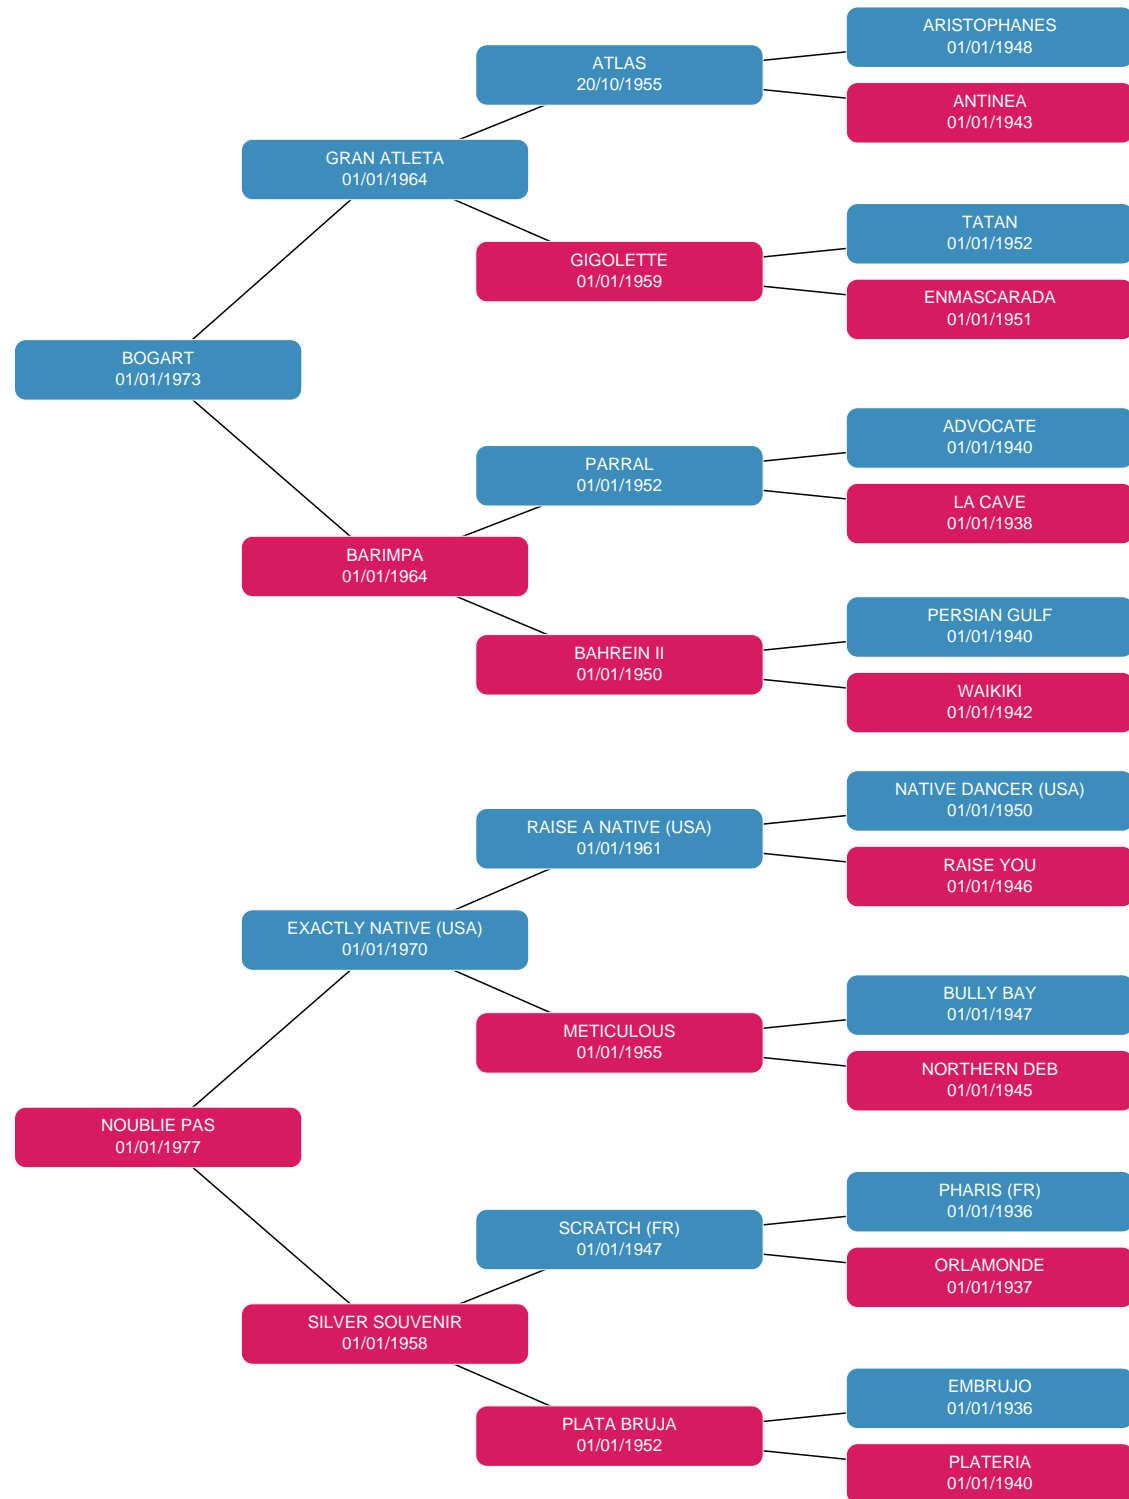 ARISTOPHANES
01/01/1948
ATLAS
20/10/1955
ANTINEA
01/01/1943
GRAN ATLETA
01/01/1964
TATAN
01/01/1952
GIGOLETTE
01/01/1959
ENMASCARADA
01/01/1951
BOGART
01/01/1973
ADVOCATE
01/01/1940
PARRAL
01/01/1952
LA CAVE
01/01/1938
BARIMPA
01/01/1964
PERSIAN GULF
01/01/1940
BAHREIN II
01/01/1950
WAIKIKI
01/01/1942
NATIVE DANCER (USA)
01/01/1950
RAISE A NATIVE (USA)
01/01/1961
RAISE YOU
01/01/1946
EXACTLY NATIVE (USA)
01/01/1970
BULLY BAY
01/01/1947
METICULOUS
01/01/1955
NORTHERN DEB
01/01/1945
NOUBLIE PAS
01/01/1977
PHARIS (FR)
01/01/1936
SCRATCH (FR)
01/01/1947
ORLAMONDE
01/01/1937
SILVER SOUVENIR
01/01/1958
EMBRUJO
01/01/1936
PLATA BRUJA
01/01/1952
PLATERIA
01/01/1940